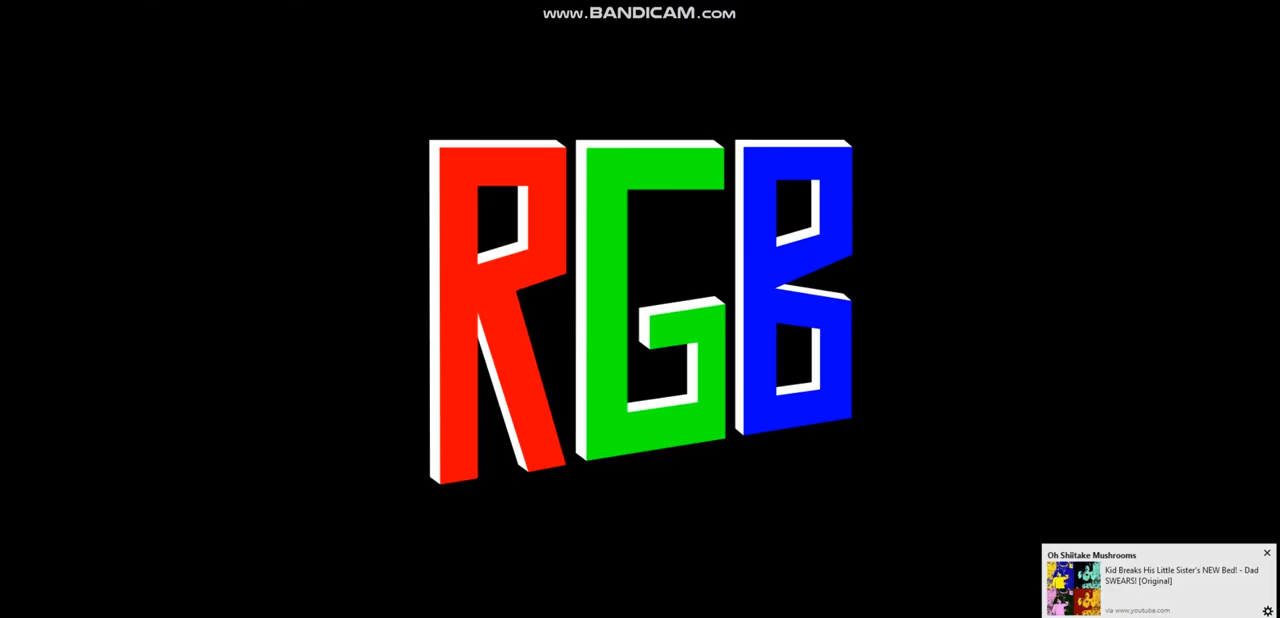 www.BANDICAM.com
RGB
Oh Shiitake Mushrooms
Kid Breaks His Little Sister's NEW Bed! - Dad
SWEARS! [Original]
via www.youtube.com